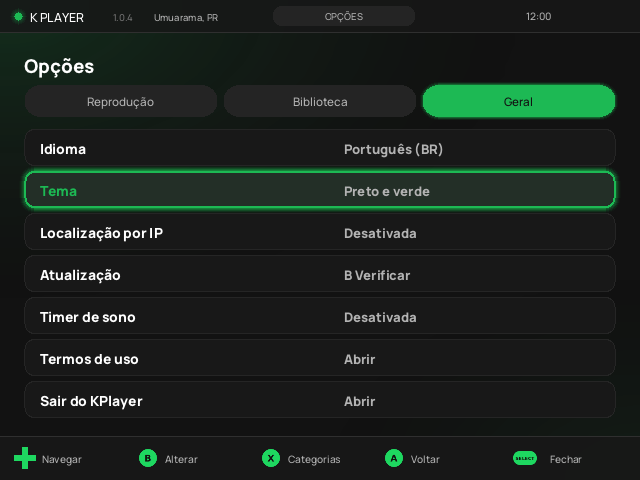 K PLAYER 1.0.4 Umuarama, PR OPÇÕES 12:00
Opções
Reprodução Biblioteca Geral
Idioma Português (BR)
Tema Preto e verde
Localização por IP Desativada
Atualização B Verificar
Timer de sono Desativada
Termos de uso Abrir
Sair do KPlayer Abrir
Navegar B Alterar X Categorias A Voltar SELECT Fechar